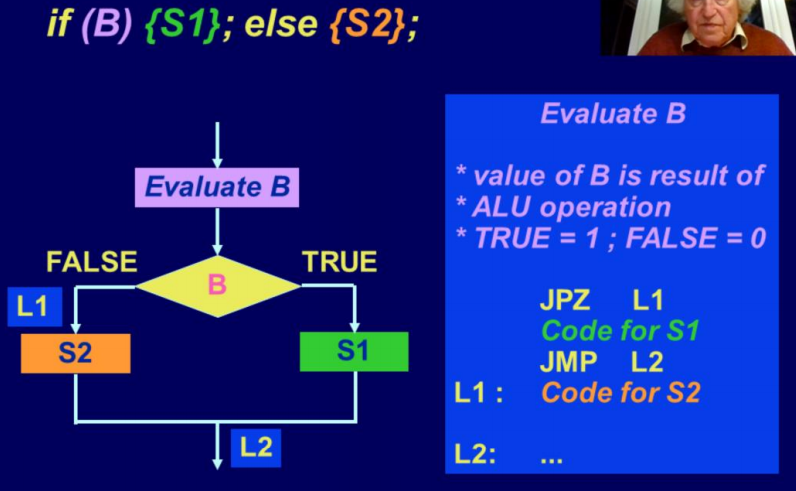 if (B) {S1}; else {S2};
Evaluate B
FALSE
TRUE
B
L1
S2
S1
L2
Evaluate B
* value of B is result of
* ALU operation
* TRUE = 1 ; FALSE = 0
JPZ L1
Code for S1
JMP L2
L1 : Code for S2
L2: ...